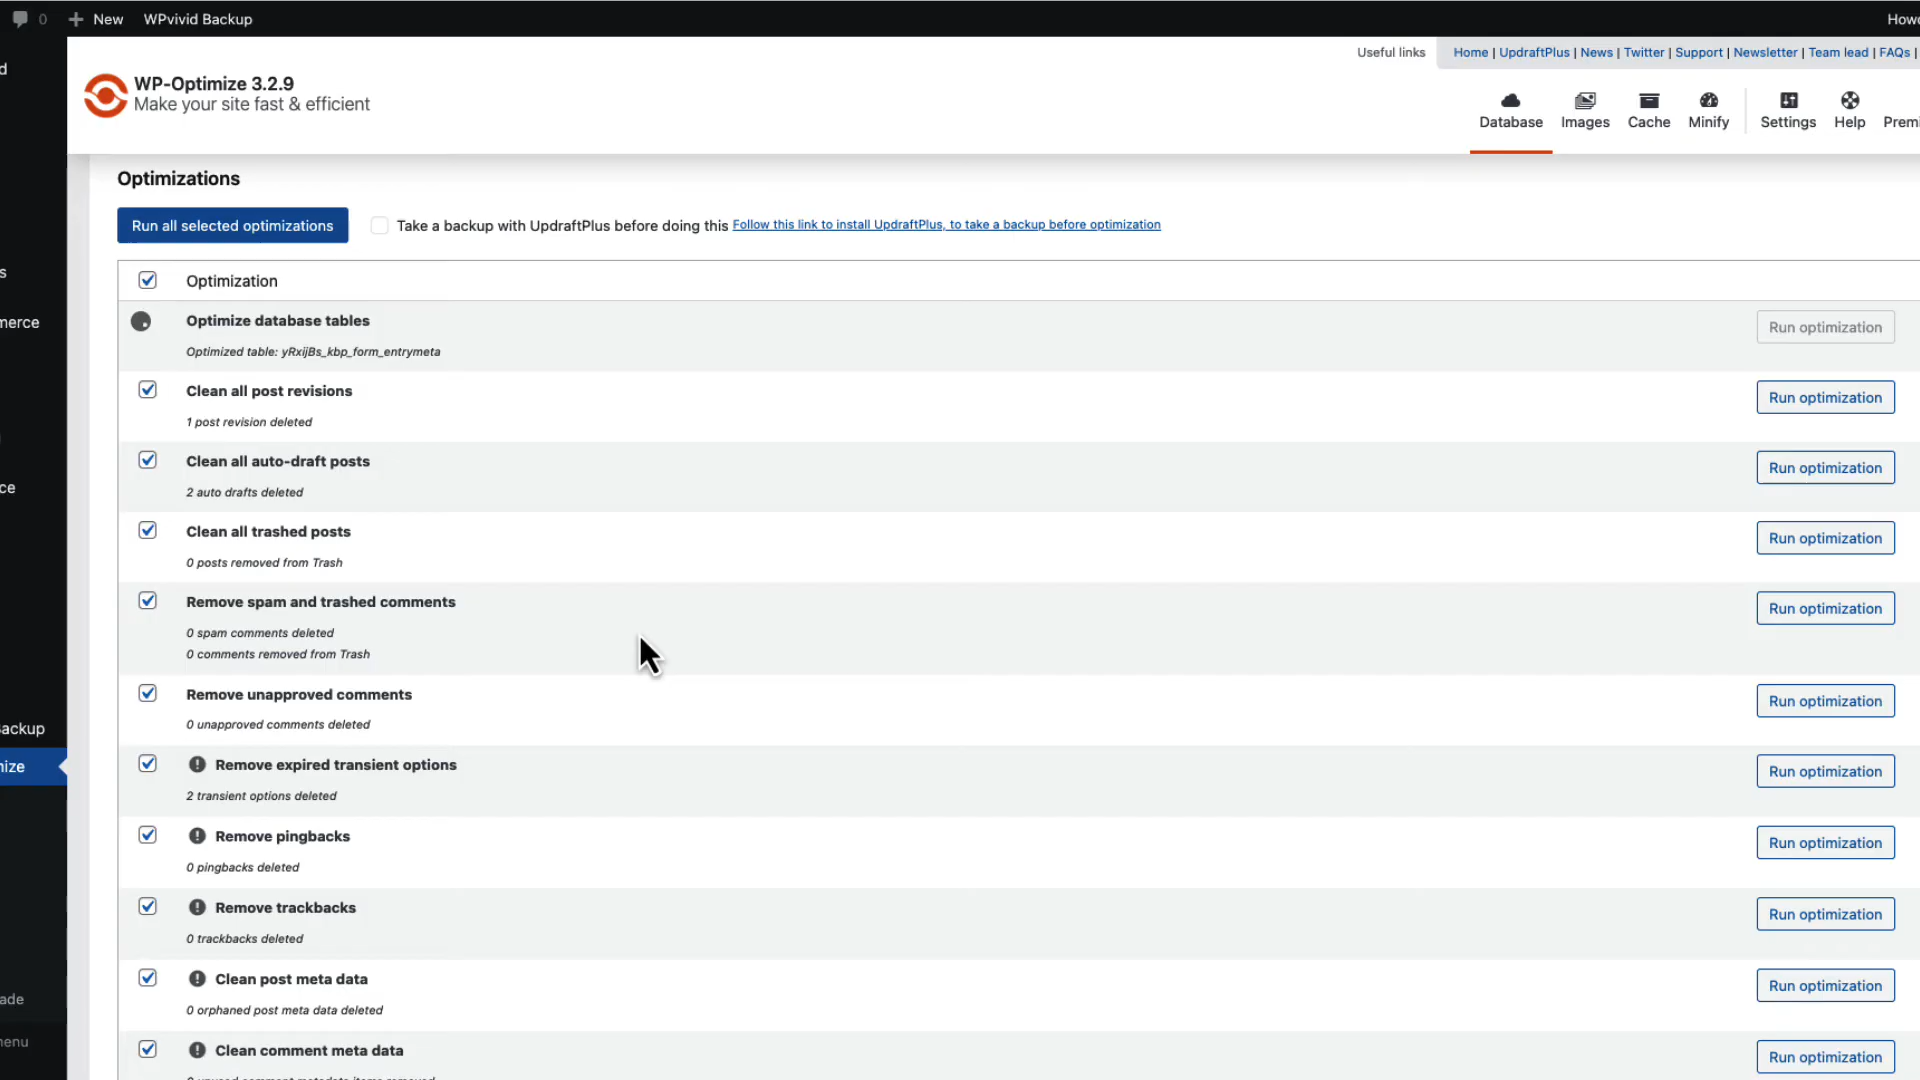 0 New WPvivid Backup Howd
Useful links Home | UpdraftPlus | News | Twitter | Support | Newsletter | Team lead | FAQs |
WP-Optimize 3.2.9
Make your site fast & efficient
Database Images Cache Minify Settings Help Premi
Optimizations
Run all selected optimizations Take a backup with UpdraftPlus before doing this Follow this link to install UpdraftPlus, to take a backup before optimization
Optimization
Optimize database tables
Run optimization
Optimized table: yRxijBs_kbp_form_entrymeta
Clean all post revisions
Run optimization
1 post revision deleted
Clean all auto-draft posts
Run optimization
2 auto drafts deleted
Clean all trashed posts
Run optimization
0 posts removed from Trash
Remove spam and trashed comments
Run optimization
0 spam comments deleted
0 comments removed from Trash
Remove unapproved comments
Run optimization
0 unapproved comments deleted
Remove expired transient options
Run optimization
2 transient options deleted
Remove pingbacks
Run optimization
0 pingbacks deleted
Remove trackbacks
Run optimization
0 trackbacks deleted
Clean post meta data
Run optimization
0 orphaned post meta data deleted
Clean comment meta data
Run optimization
d
s
merce
ce
ackup
nize
ade
menu